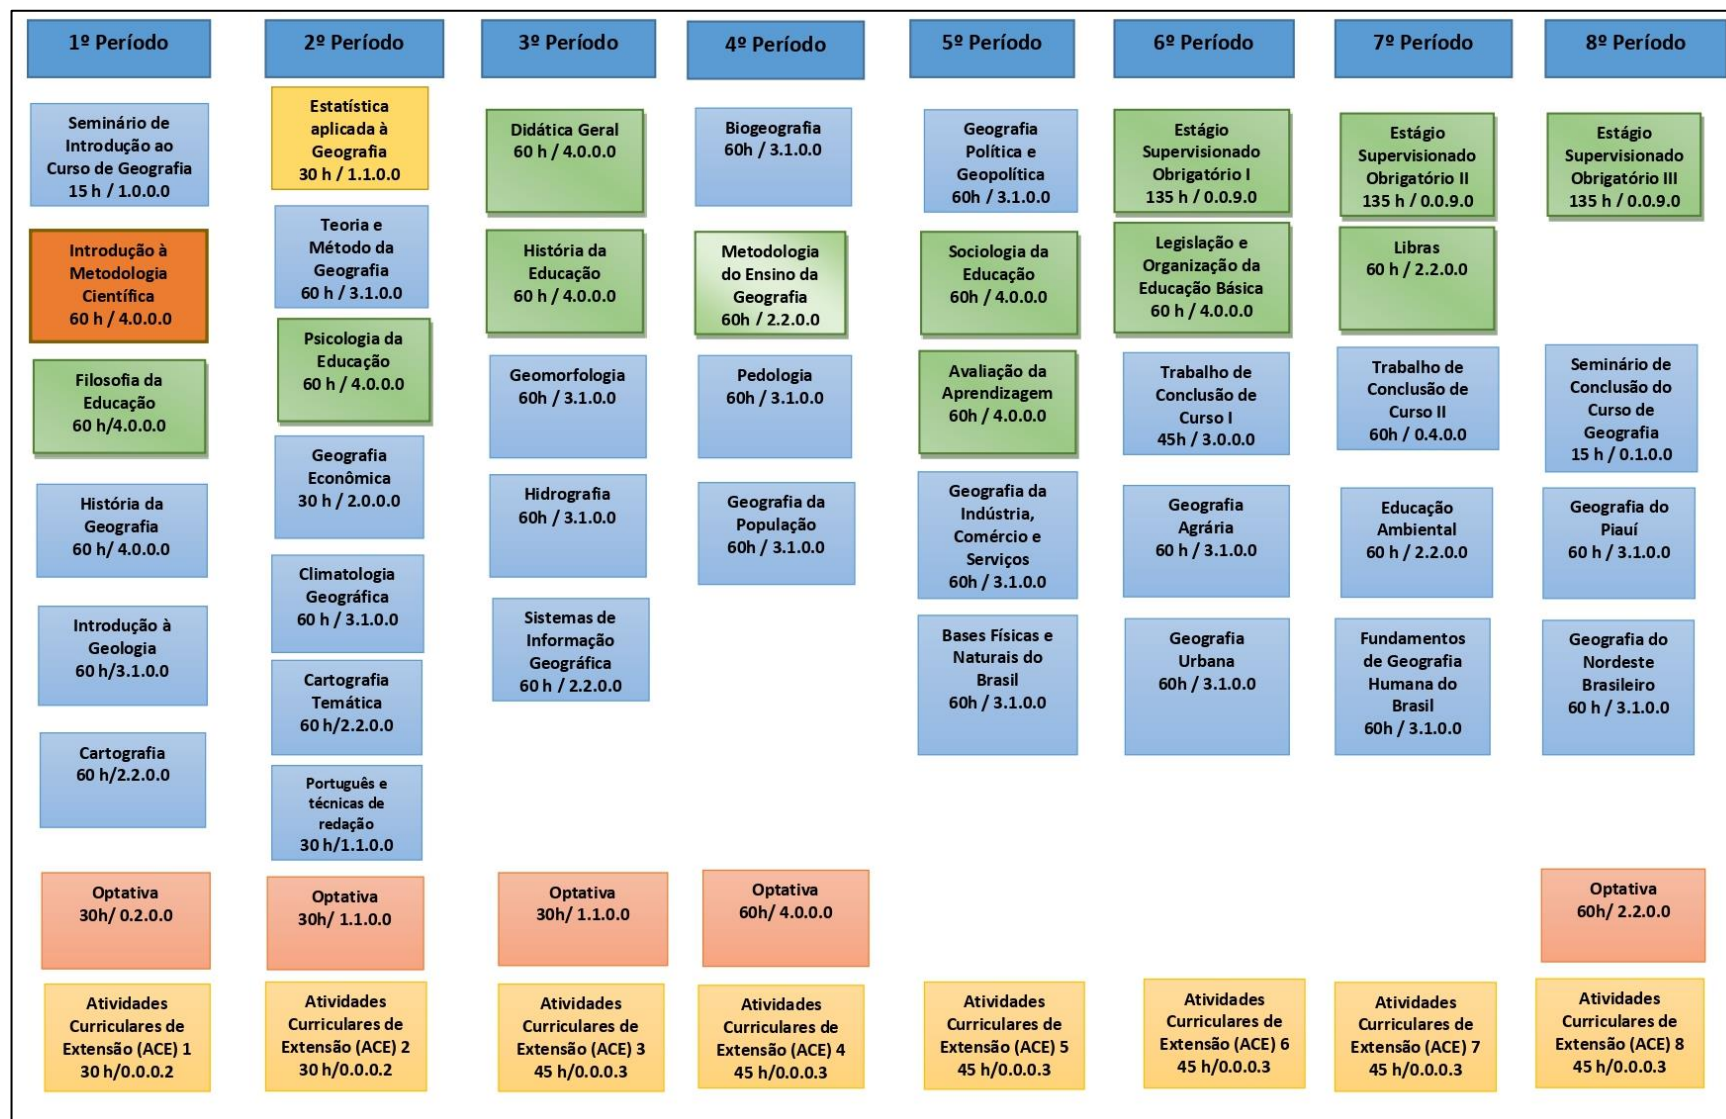 1º Período
2º Período
3º Período
4º Período
5º Período
6º Período
7º Período
8º Período
Seminário de
Introdução ao
Curso de Geografia
15 h / 1.0.0.0
Introdução à
Metodologia
Científica
60 h / 4.0.0.0
Filosofia da
Educação
60 h/4.0.0.0
História da
Geografia
60 h/ 4.0.0.0
Introdução à
Geologia
60 h/3.1.0.0
Cartografia
60 h/2.2.0.0
Optativa
30h/ 0.2.0.0
Atividades
Curriculares de
Extensão (ACE) 1
30 h/0.0.0.2
Estatística
aplicada à
Geografia
30 h / 1.1.0.0
Teoria e
Método da
Geografia
60 h / 3.1.0.0
Psicologia da
Educação
60 h / 4.0.0.0
Geografia
Econômica
30 h / 2.0.0.0
Climatologia
Geográfica
60 h / 3.1.0.0
Cartografia
Temática
60 h/2.2.0.0
Português e
técnicas de
redação
30 h/1.1.0.0
Optativa
30h/ 1.1.0.0
Atividades
Curriculares de
Extensão (ACE) 2
30 h/0.0.0.2
Didática Geral
60 h / 4.0.0.0
História da
Educação
60 h / 4.0.0.0
Geomorfologia
60h / 3.1.0.0
Hidrografia
60h / 3.1.0.0
Sistemas de
Informação
Geográfica
60 h / 2.2.0.0
Optativa
30h/ 1.1.0.0
Atividades
Curriculares de
Extensão (ACE) 3
45 h/0.0.0.3
Biogeografia
60h / 3.1.0.0
Metodologia
do Ensino da
Geografia
60h / 2.2.0.0
Pedologia
60h / 3.1.0.0
Geografia da
População
60h / 3.1.0.0
Optativa
60h/ 4.0.0.0
Atividades
Curriculares de
Extensão (ACE) 4
45 h/0.0.0.3
Geografia
Política e
Geopolítica
60h / 3.1.0.0
Sociologia da
Educação
60h / 4.0.0.0
Avaliação da
Aprendizagem
60h / 4.0.0.0
Geografia da
Indústria,
Comércio e
Serviços
60h / 3.1.0.0
Bases Físicas e
Naturais do
Brasil
60h / 3.1.0.0
Atividades
Curriculares de
Extensão (ACE) 5
45 h/0.0.0.3
Estágio
Supervisionado
Obrigatório I
135 h / 0.0.9.0
Legislação e
Organização da
Educação Básica
60 h / 4.0.0.0
Trabalho de
Conclusão de
Curso I
45h / 3.0.0.0
Geografia
Agrária
60 h / 3.1.0.0
Geografia
Urbana
60h / 3.1.0.0
Atividades
Curriculares de
Extensão (ACE) 6
45 h/0.0.0.3
Estágio
Supervisionado
Obrigatório II
135 h / 0.0.9.0
Libras
60 h / 2.2.0.0
Trabalho de
Conclusão de
Curso II
60h / 0.4.0.0
Educação
Ambiental
60 h / 2.2.0.0
Fundamentos
de Geografia
Humana do
Brasil
60h / 3.1.0.0
Atividades
Curriculares de
Extensão (ACE) 7
45 h/0.0.0.3
Estágio
Supervisionado
Obrigatório III
135 h / 0.0.9.0
Seminário de
Conclusão do
Curso de
Geografia
15 h / 0.1.0.0
Geografia do
Piauí
60 h / 3.1.0.0
Geografia do
Nordeste
Brasileiro
60 h / 3.1.0.0
Optativa
60h/ 2.2.0.0
Atividades
Curriculares de
Extensão (ACE) 8
45 h/0.0.0.3